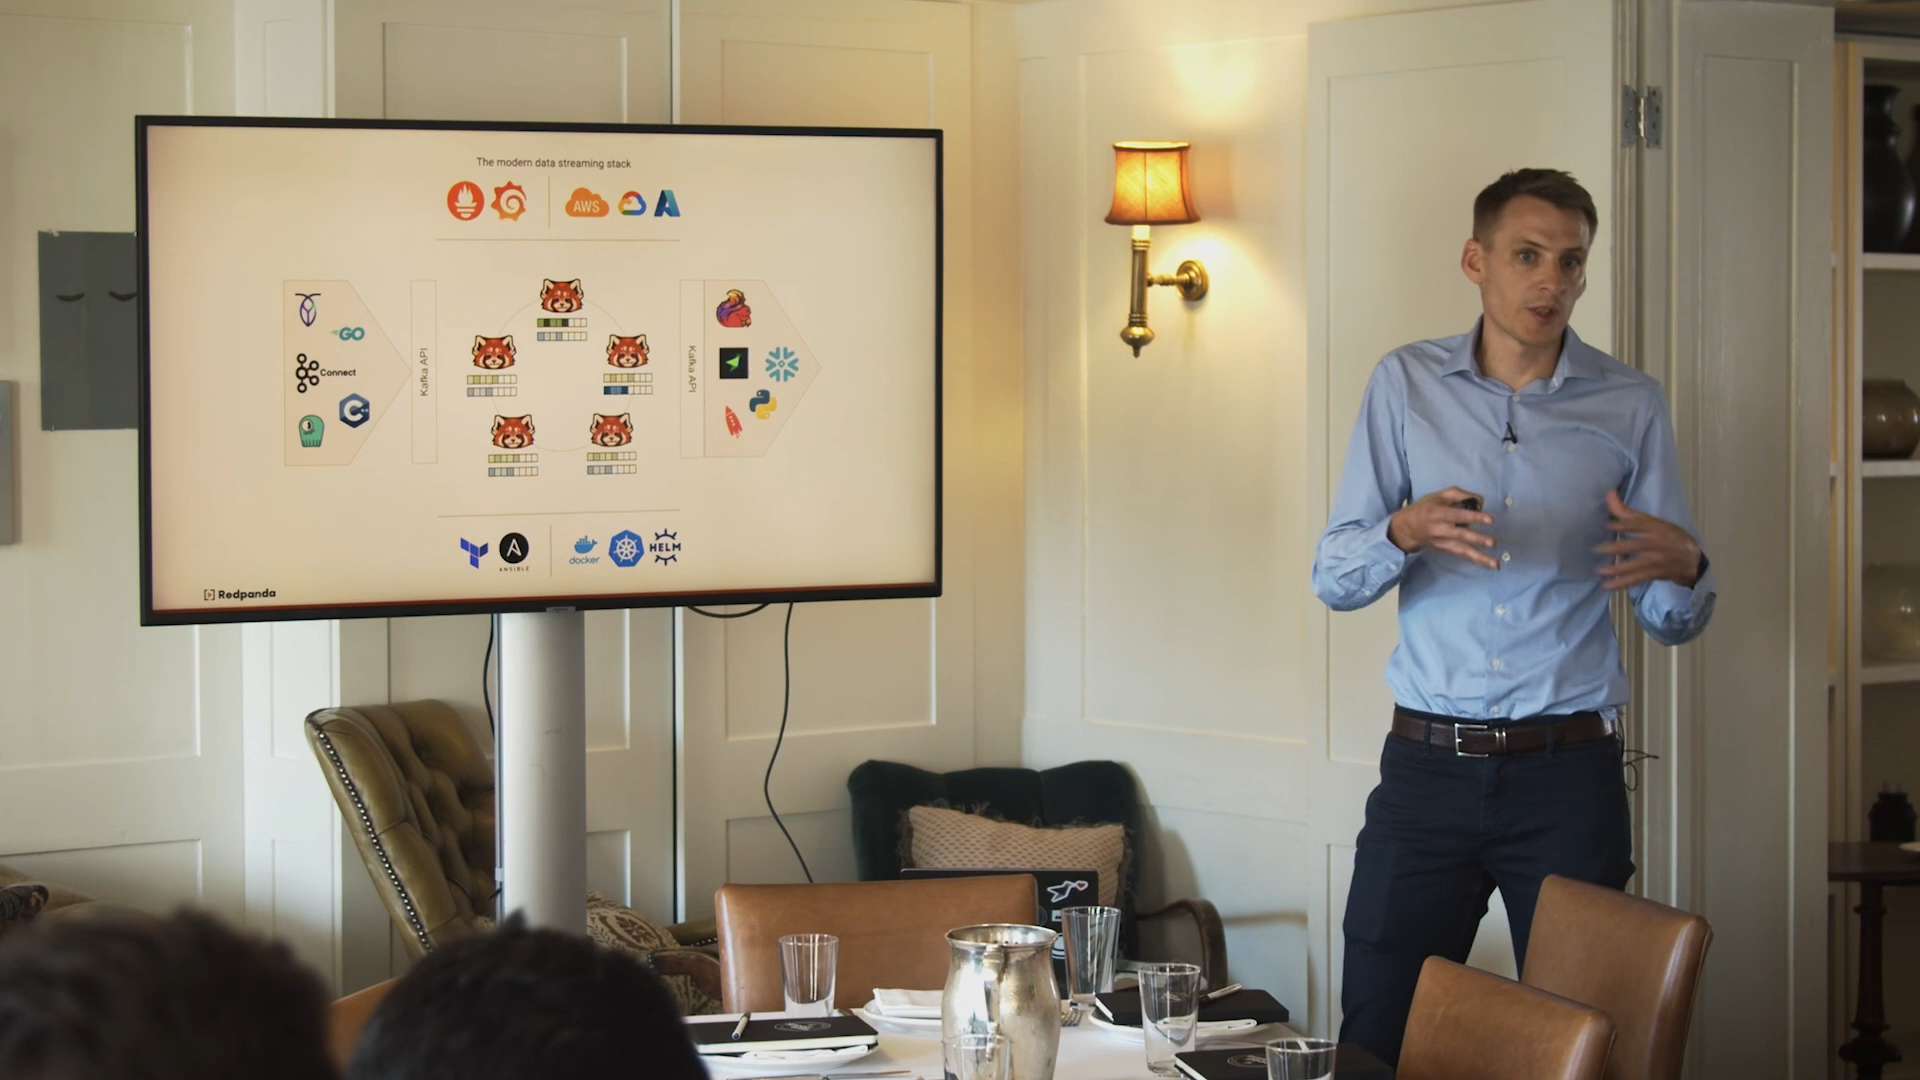 The modern data streaming stack
AWS
GO
Connect
Kafka API
Kafka API
ANSIBLE
docker
HELM
Redpanda